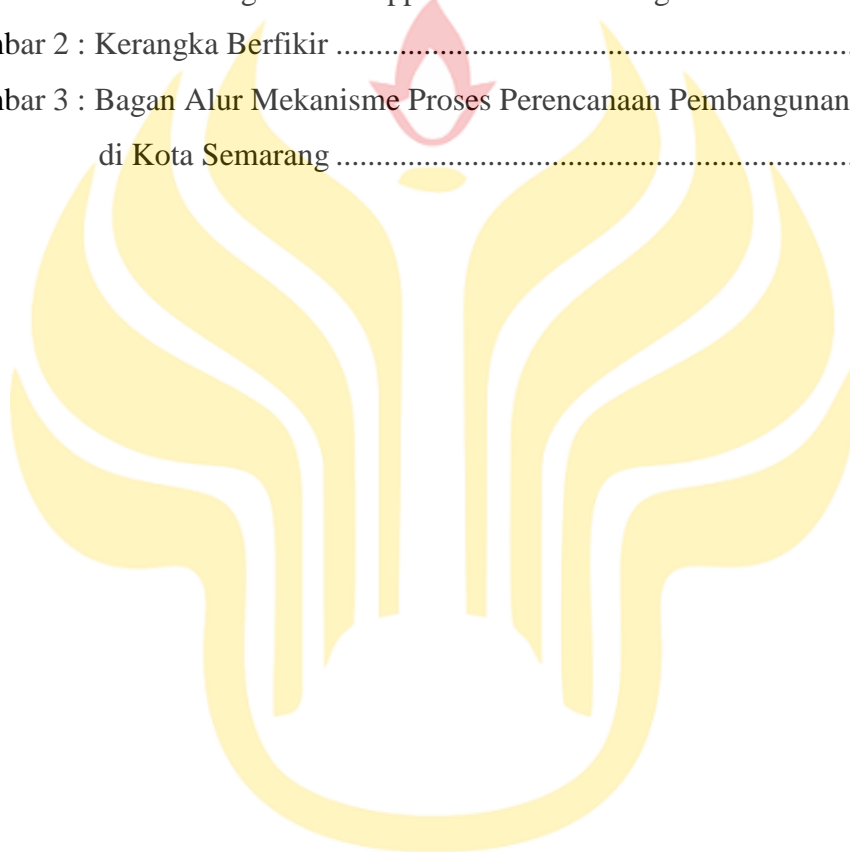 bar 2 : Kerangka Berfikir ................................................................
bar 3 : Bagan Alur Mekanisme Proses Perencanaan Pembangunan
di Kota Semarang ................................................................